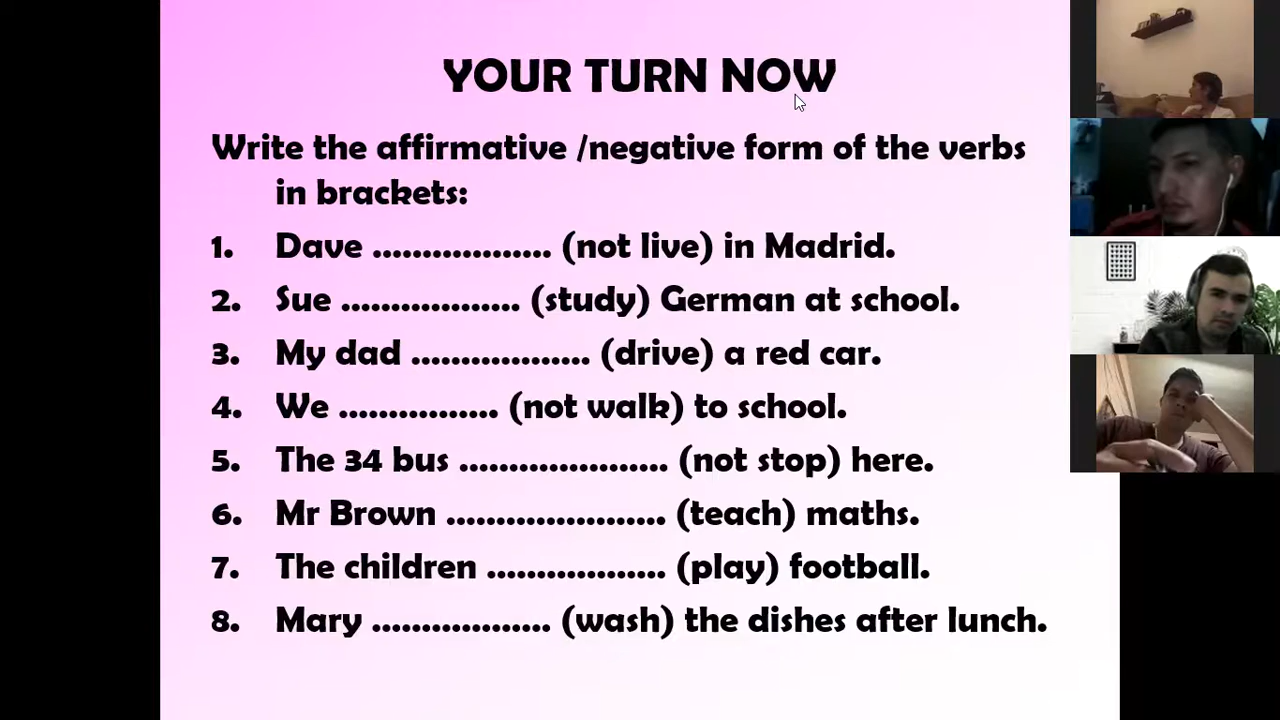 YOUR TURN NOW
Write the affirmative /negative form of the verbs
in brackets:
1. Dave .................. (not live) in Madrid.
2. Sue .................. (study) German at school.
3. My dad .................. (drive) a red car.
4. We ................ (not walk) to school.
5. The 34 bus ..................... (not stop) here.
6. Mr Brown ...................... (teach) maths.
7. The children .................. (play) football.
8. Mary .................. (wash) the dishes after lunch.